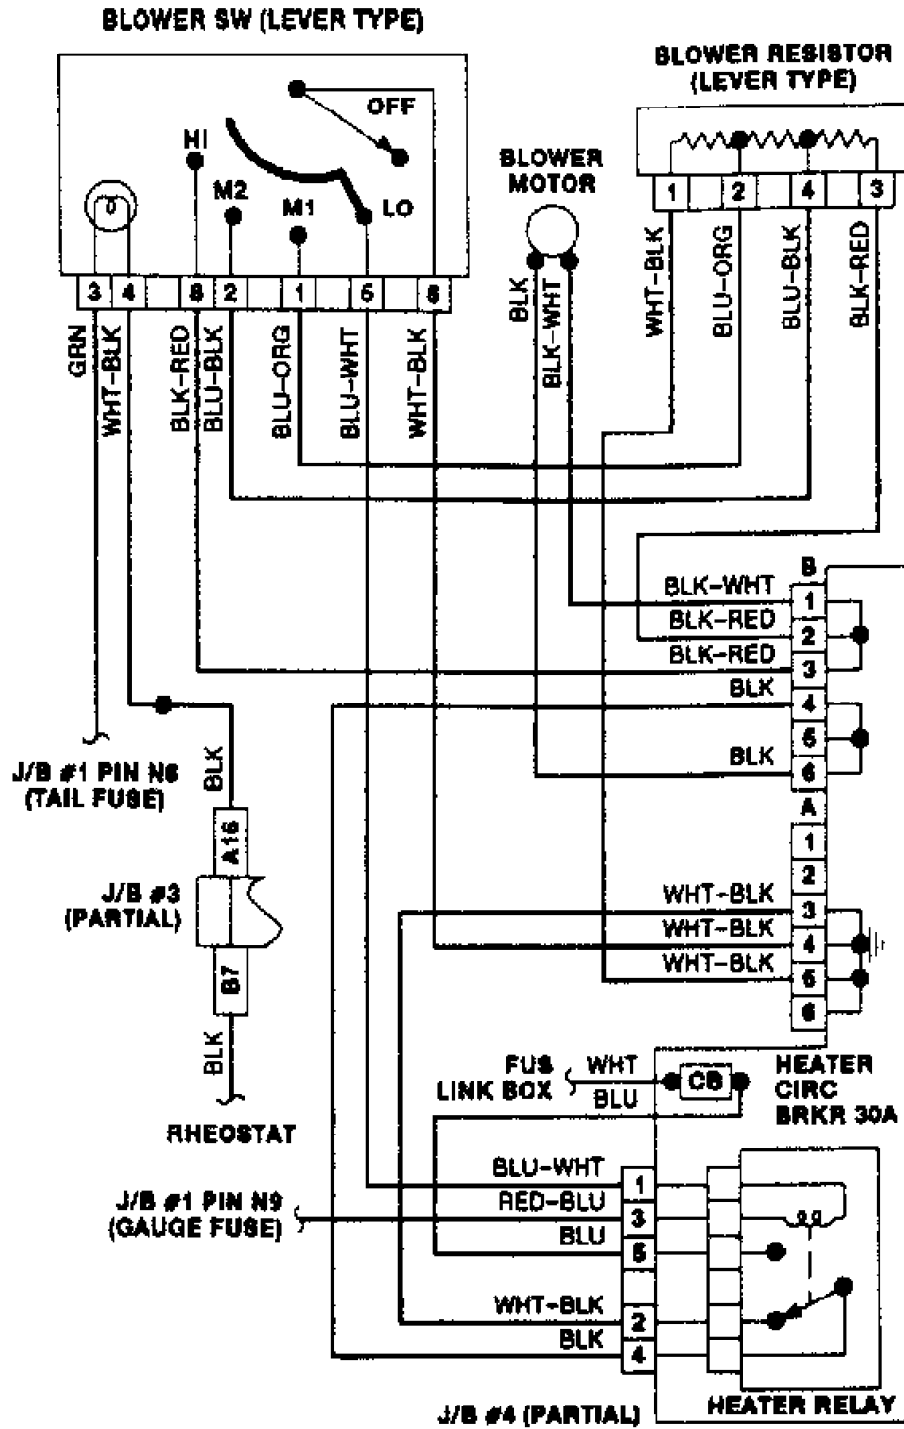 BLOWER SW (LEVER TYPE)
BLOWER RESISTOR
(LEVER TYPE)
OFF
HI
M2
M1
LO
BLOWER
MOTOR
3 4 8 2 1 5 6
1 2 4 3
GRN
WHT-BLK
BLK-RED
BLU-BLK
BLU-ORG
BLU-WHT
WHT-BLK
BLK
BLK-WHT
WHT-BLK
BLU-ORG
BLU-BLK
BLK-RED
B
BLK-WHT 1
BLK-RED 2
BLK-RED 3
BLK 4
5
BLK 6
A
1
2
WHT-BLK 3
WHT-BLK 4
WHT-BLK 5
6
J/B #1 PIN N6
(TAIL FUSE)
BLK
A16
J/B #3
(PARTIAL)
B7
BLK
RHEOSTAT
FUS
LINK BOX
WHT
BLU
CB
HEATER
CIRC
BRKR 30A
BLU-WHT 1
J/B #1 PIN N9
(GAUGE FUSE)
RED-BLU 3
BLU 5
WHT-BLK 2
BLK 4
HEATER RELAY
J/B #4 (PARTIAL)